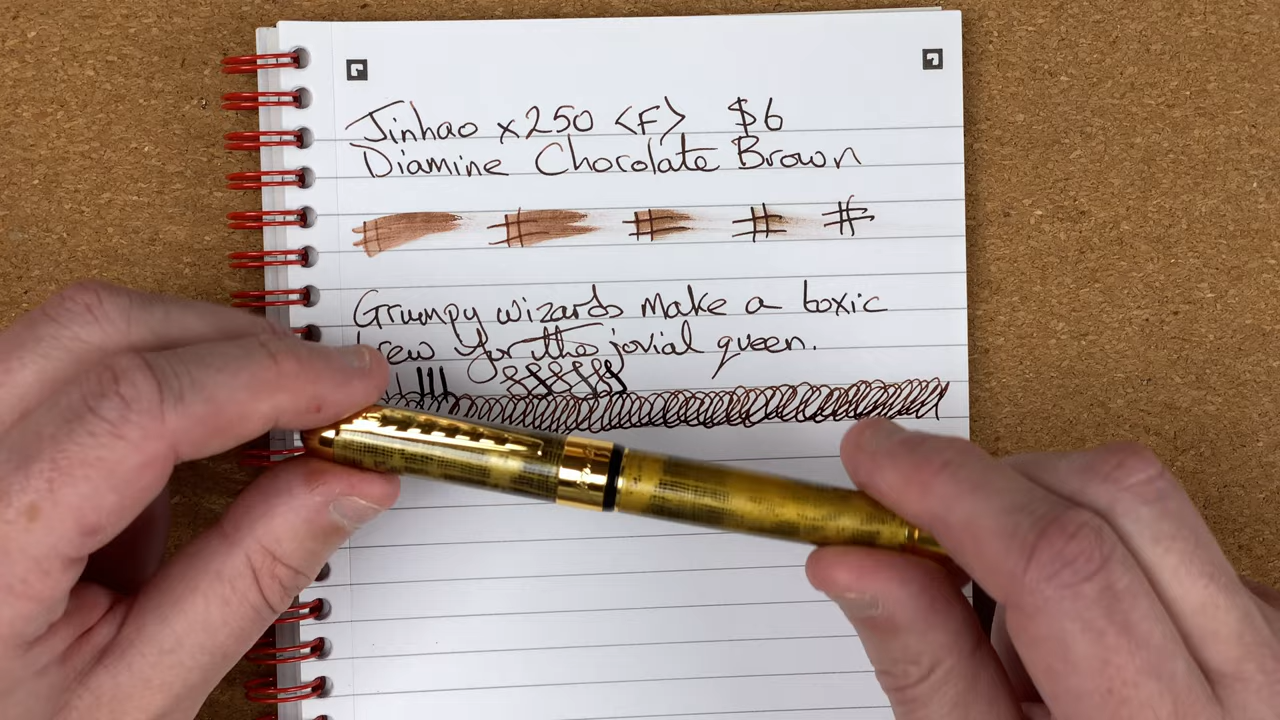 Jinhao x250 <F> $6
Diamine Chocolate Brown
Grumpy wizards make a toxic
brew for the jovial queen.